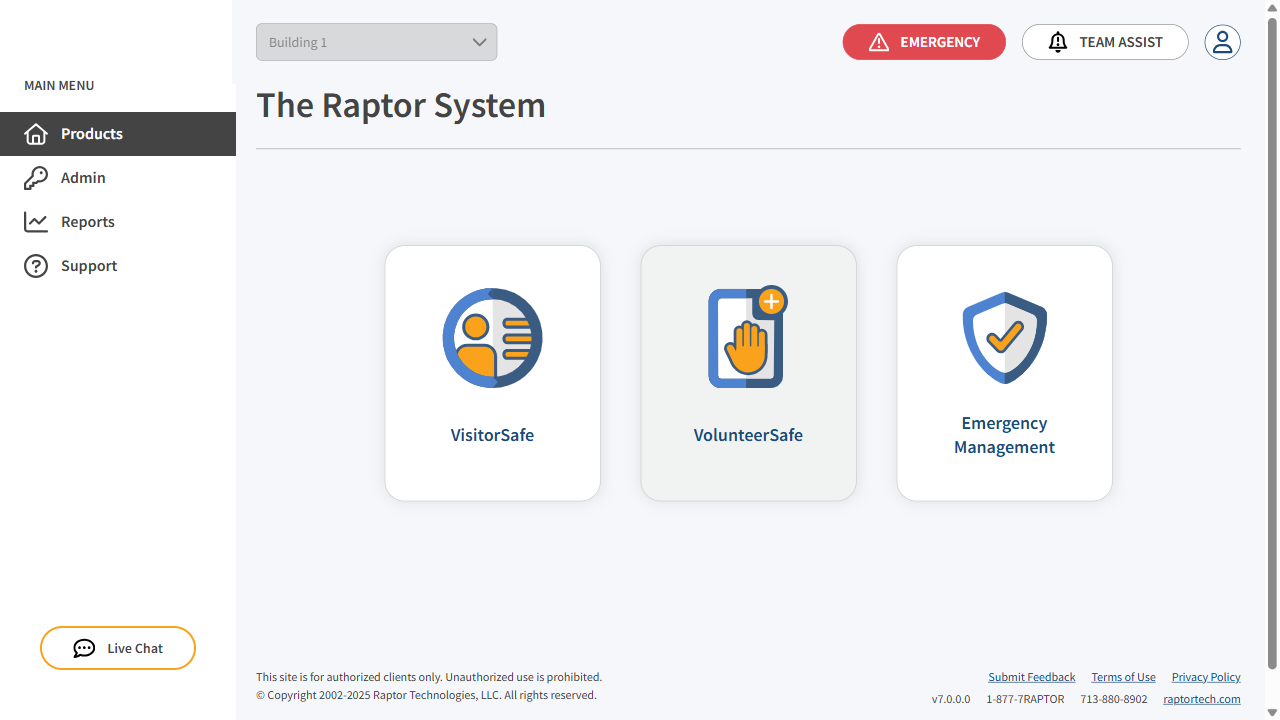 Building 1
EMERGENCY
TEAM ASSIST
MAIN MENU
Products
Admin
Reports
Support
The Raptor System
VisitorSafe
VolunteerSafe
Emergency
Management
Live Chat
This site is for authorized clients only. Unauthorized use is prohibited.
© Copyright 2002-2025 Raptor Technologies, LLC. All rights reserved.
Submit Feedback Terms of Use Privacy Policy
v7.0.0.0 1-877-7RAPTOR 713-880-8902 raptortech.com